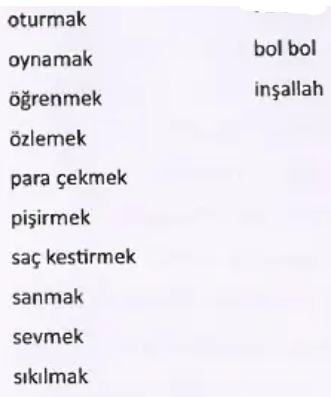 oturmak
oynamak
öğrenmek
özlemek
para çekmek
pişirmek
saç kestirmek
sanmak
sevmek
sıkılmak
bol bol
inşallah